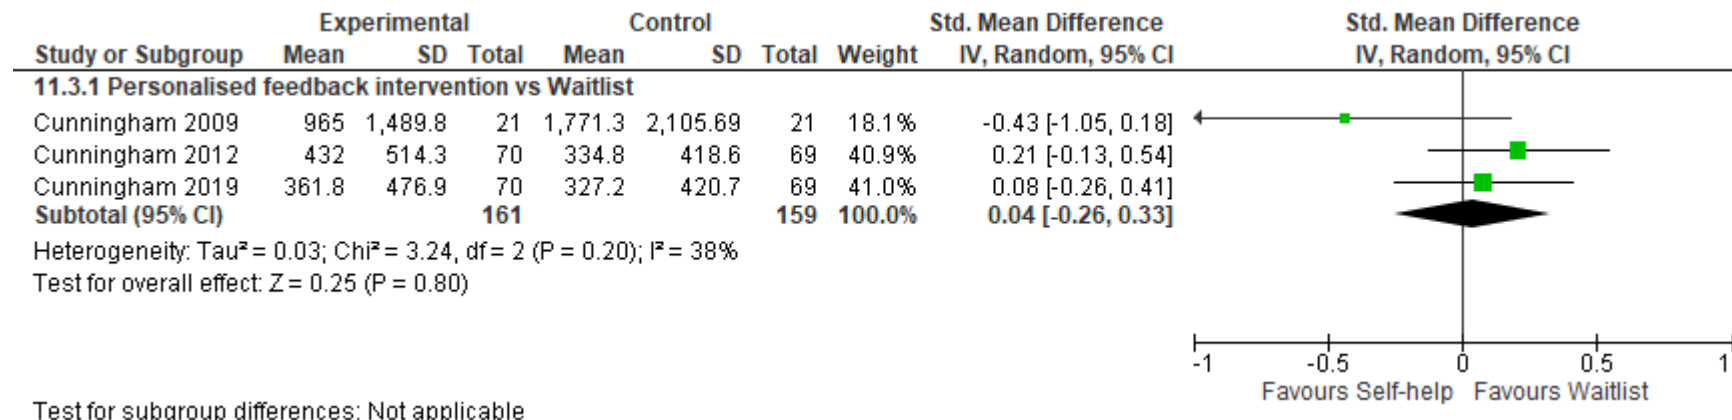 Experimental Control Std. Mean Difference Std. Mean Difference
Study or Subgroup Mean SD Total Mean SD Total Weight IV, Random, 95% CI IV, Random, 95% CI
11.3.1 Personalised feedback intervention vs Waitlist
Cunningham 2009 965 1,489.8 21 1,771.3 2,105.69 21 18.1% -0.43 [-1.05, 0.18]
Cunningham 2012 432 514.3 70 334.8 418.6 69 40.9% 0.21 [-0.13, 0.54]
Cunningham 2019 361.8 476.9 70 327.2 420.7 69 41.0% 0.08 [-0.26, 0.41]
Subtotal (95% CI) 161 159 100.0% 0.04 [-0.26, 0.33]
Heterogeneity: Tau² = 0.03; Chi² = 3.24, df = 2 (P = 0.20); I² = 38%
Test for overall effect: Z = 0.25 (P = 0.80)
-1 -0.5 0 0.5 1
Favours Self-help Favours Waitlist
Test for subgroup differences: Not applicable